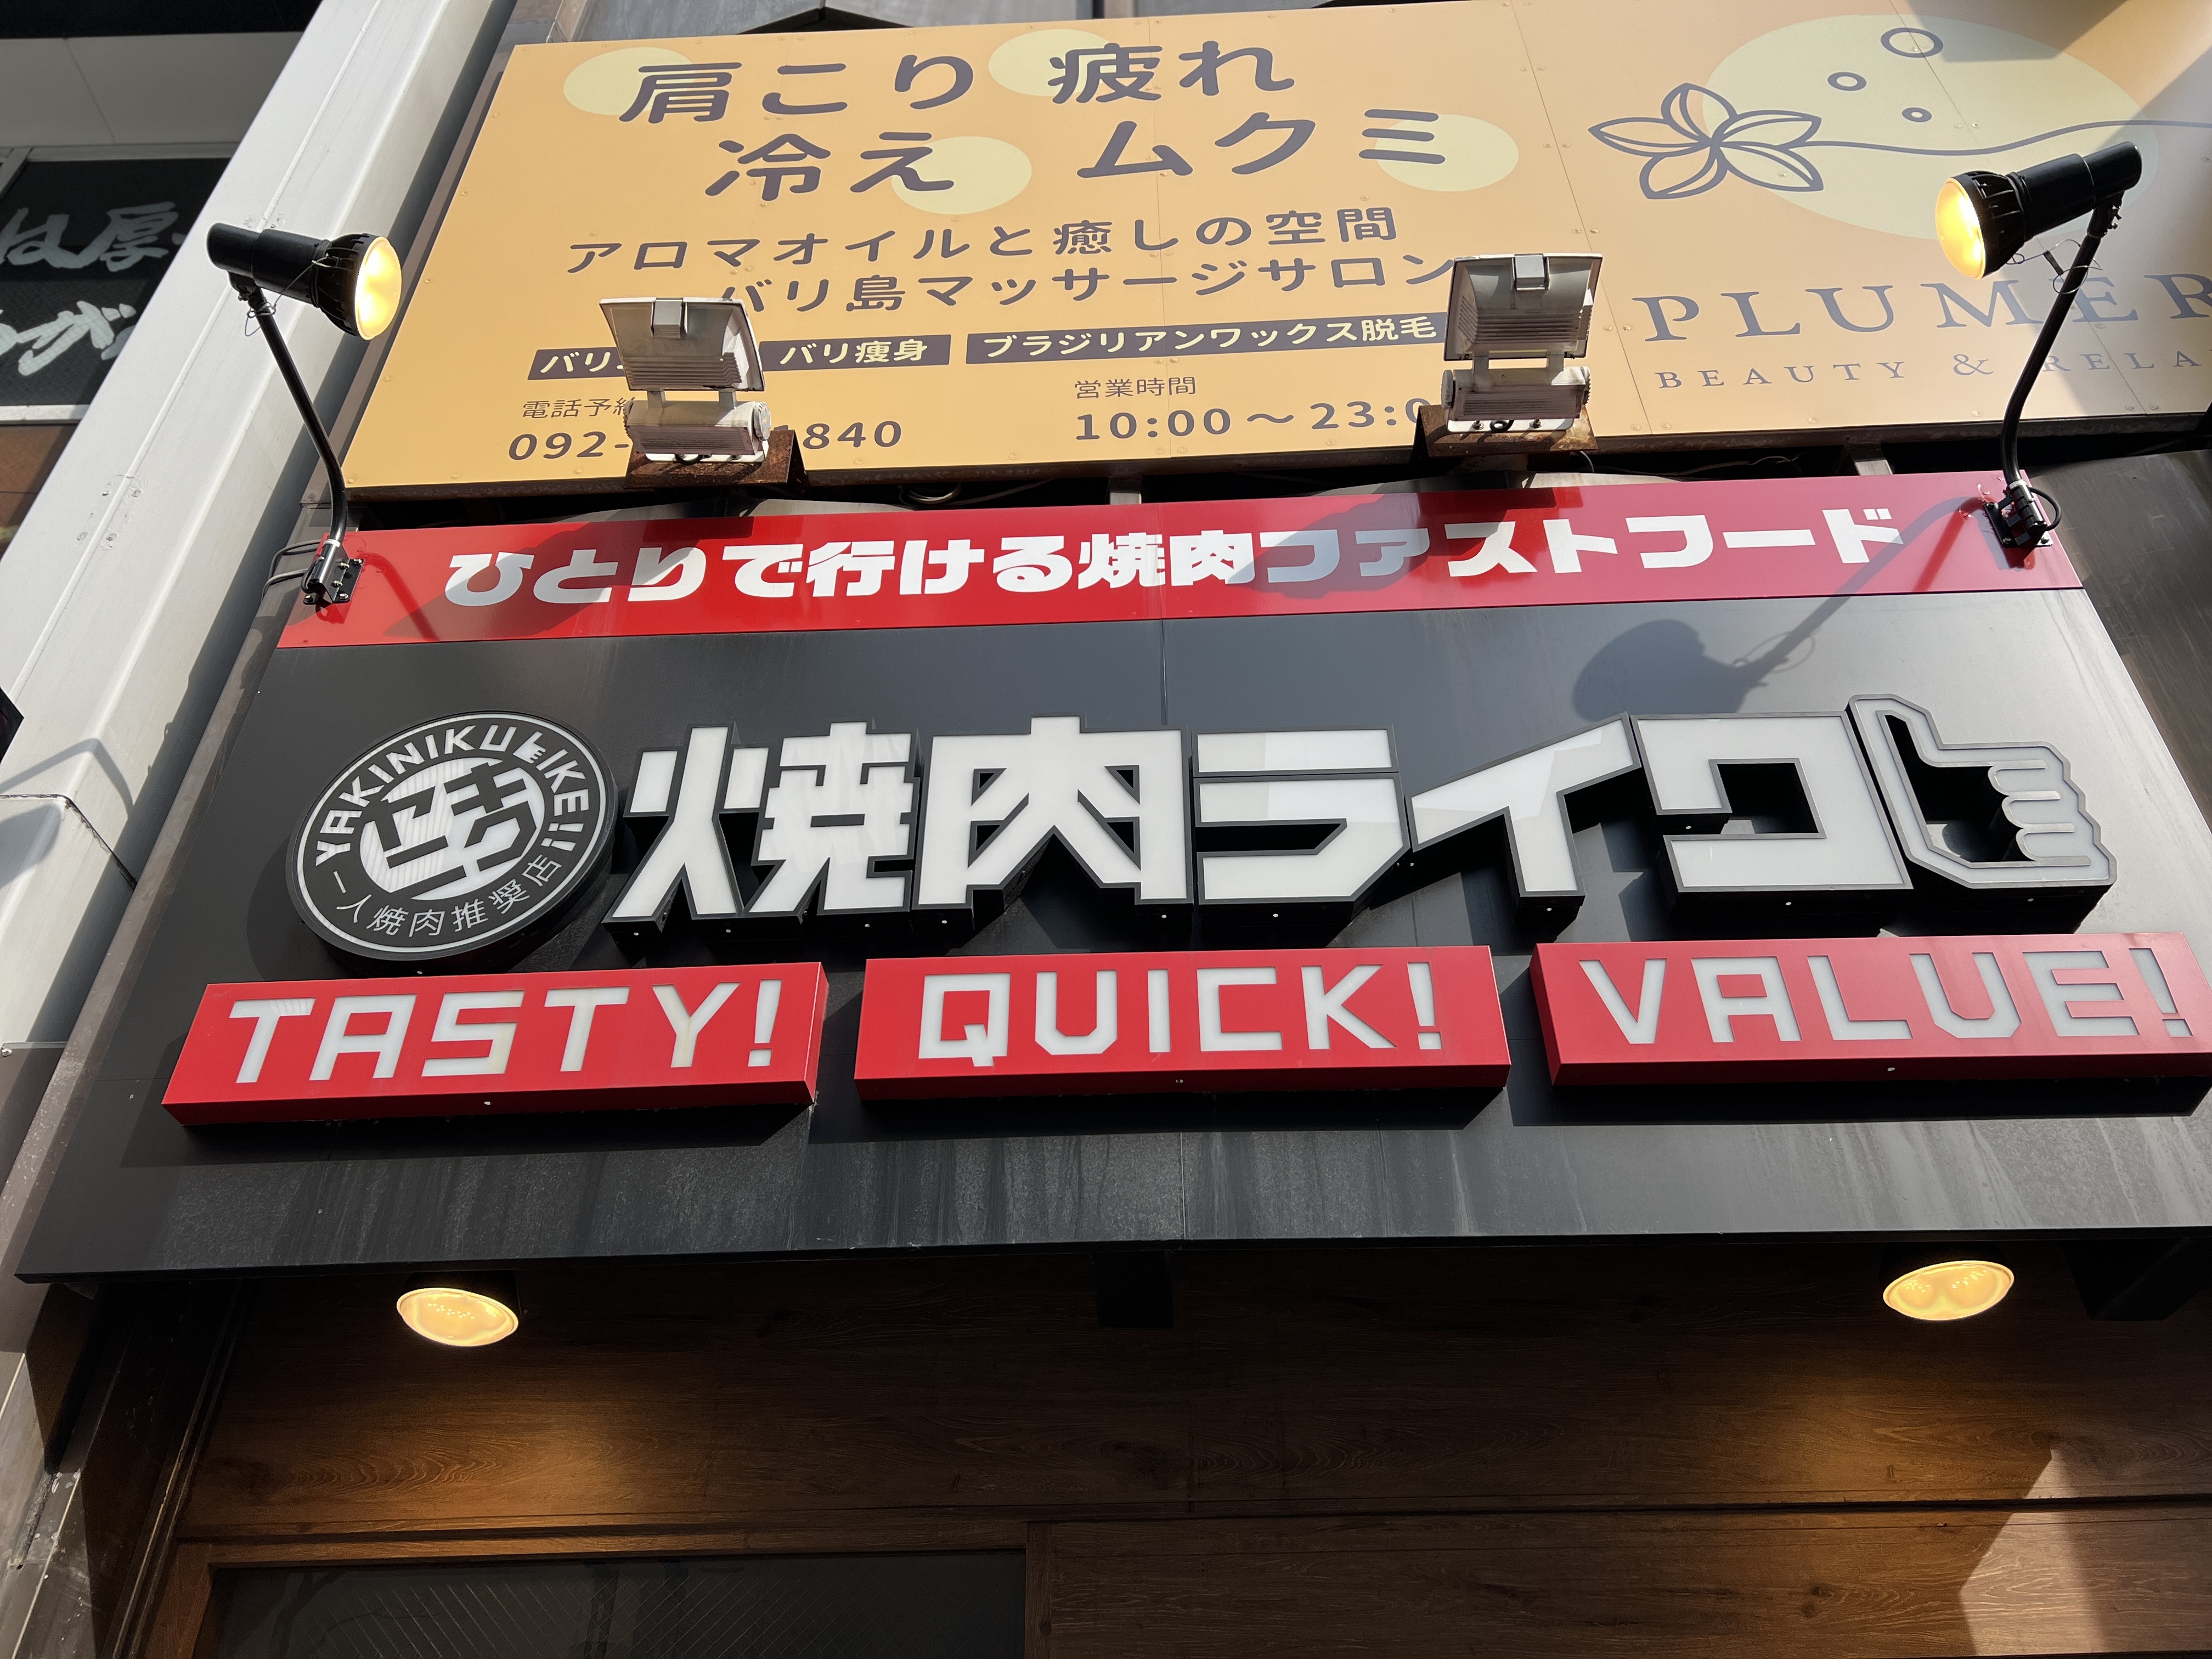 肩こり 疲れ
冷え ムクミ
アロマオイルと癒しの空間
バリ島マッサージサロン
バリ痩身 ブラジリアンワックス脱毛
電話予約
営業時間
10:00～23:0
PLUMER
BEAUTY & RELA
は厚
が
ひとりで行ける焼肉ファストフード
YAKINIKU LIKE!!
一人焼肉推奨店
焼肉ライク
TASTY! QUICK! VALUE!